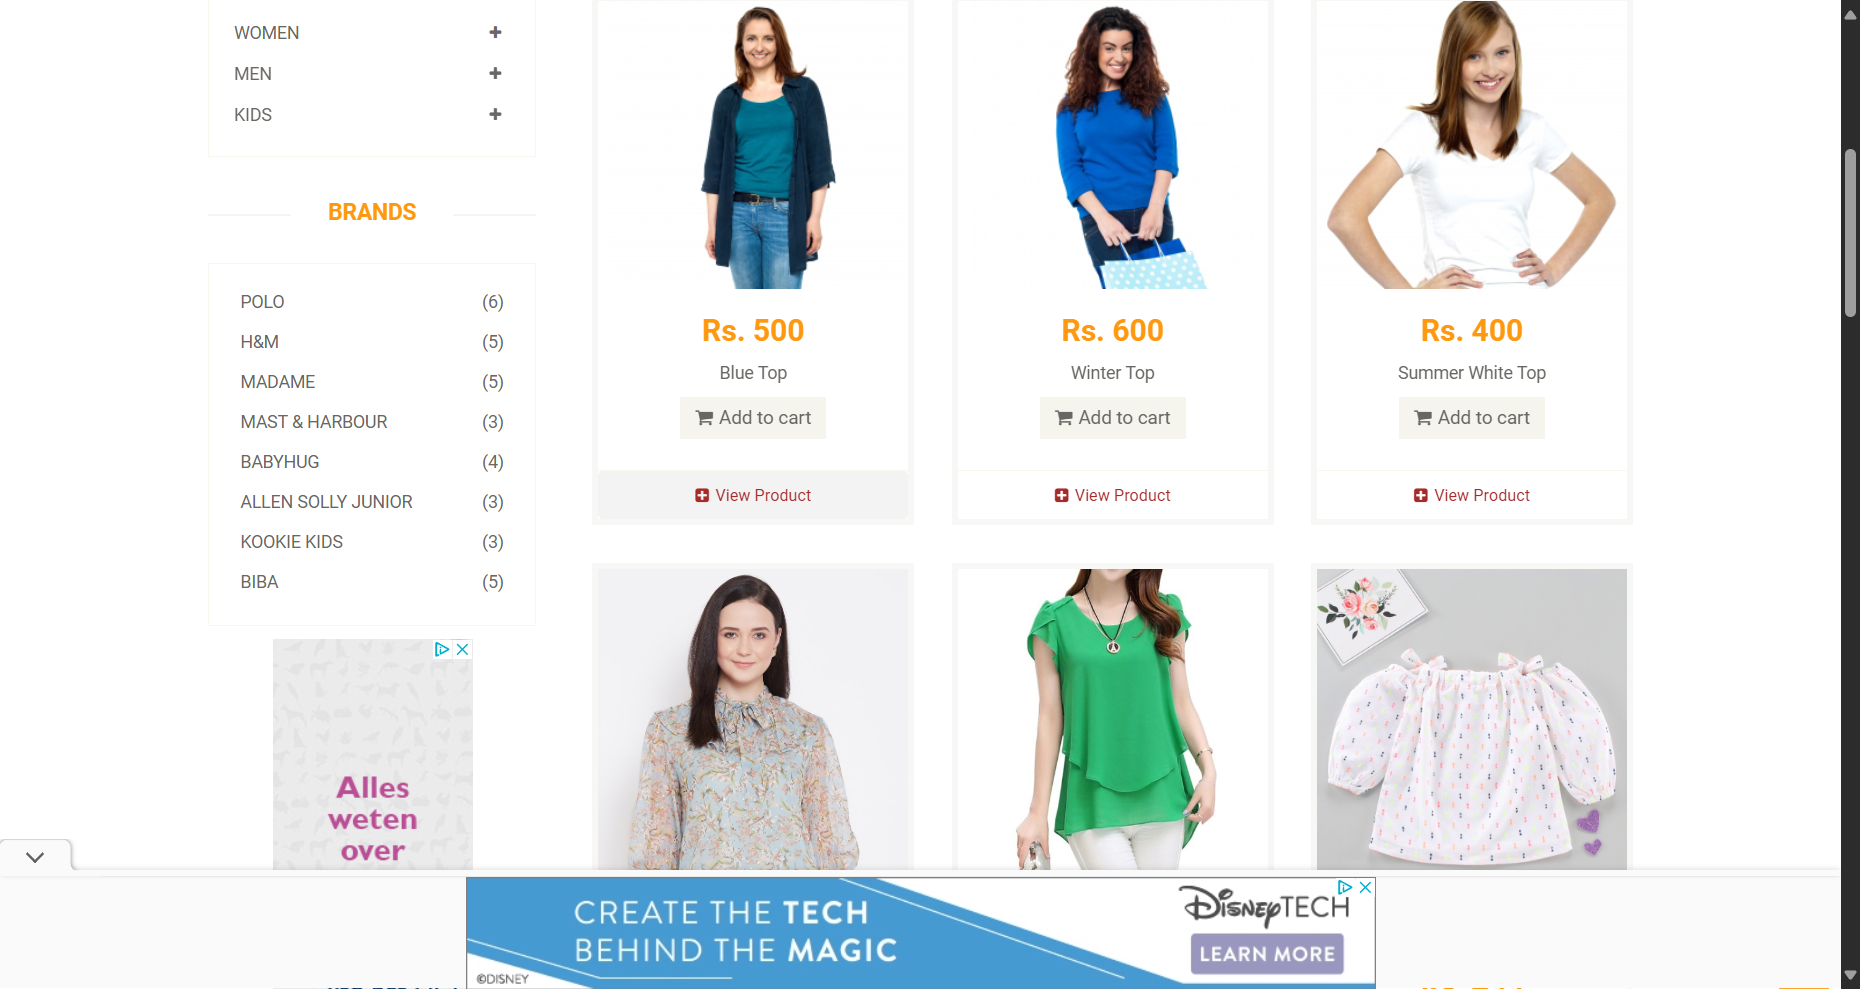 WOMEN
MEN
KIDS
BRANDS
POLO (6)
H&M (5)
MADAME (5)
MAST & HARBOUR (3)
BABYHUG (4)
ALLEN SOLLY JUNIOR (3)
KOOKIE KIDS (3)
BIBA (5)
Alles
weten
over
Rs. 500
Blue Top
Add to cart
View Product
Rs. 600
Winter Top
Add to cart
View Product
Rs. 400
Summer White Top
Add to cart
View Product
CREATE THE TECH
BEHIND THE MAGIC
©DISNEY
DISNEY TECH
LEARN MORE